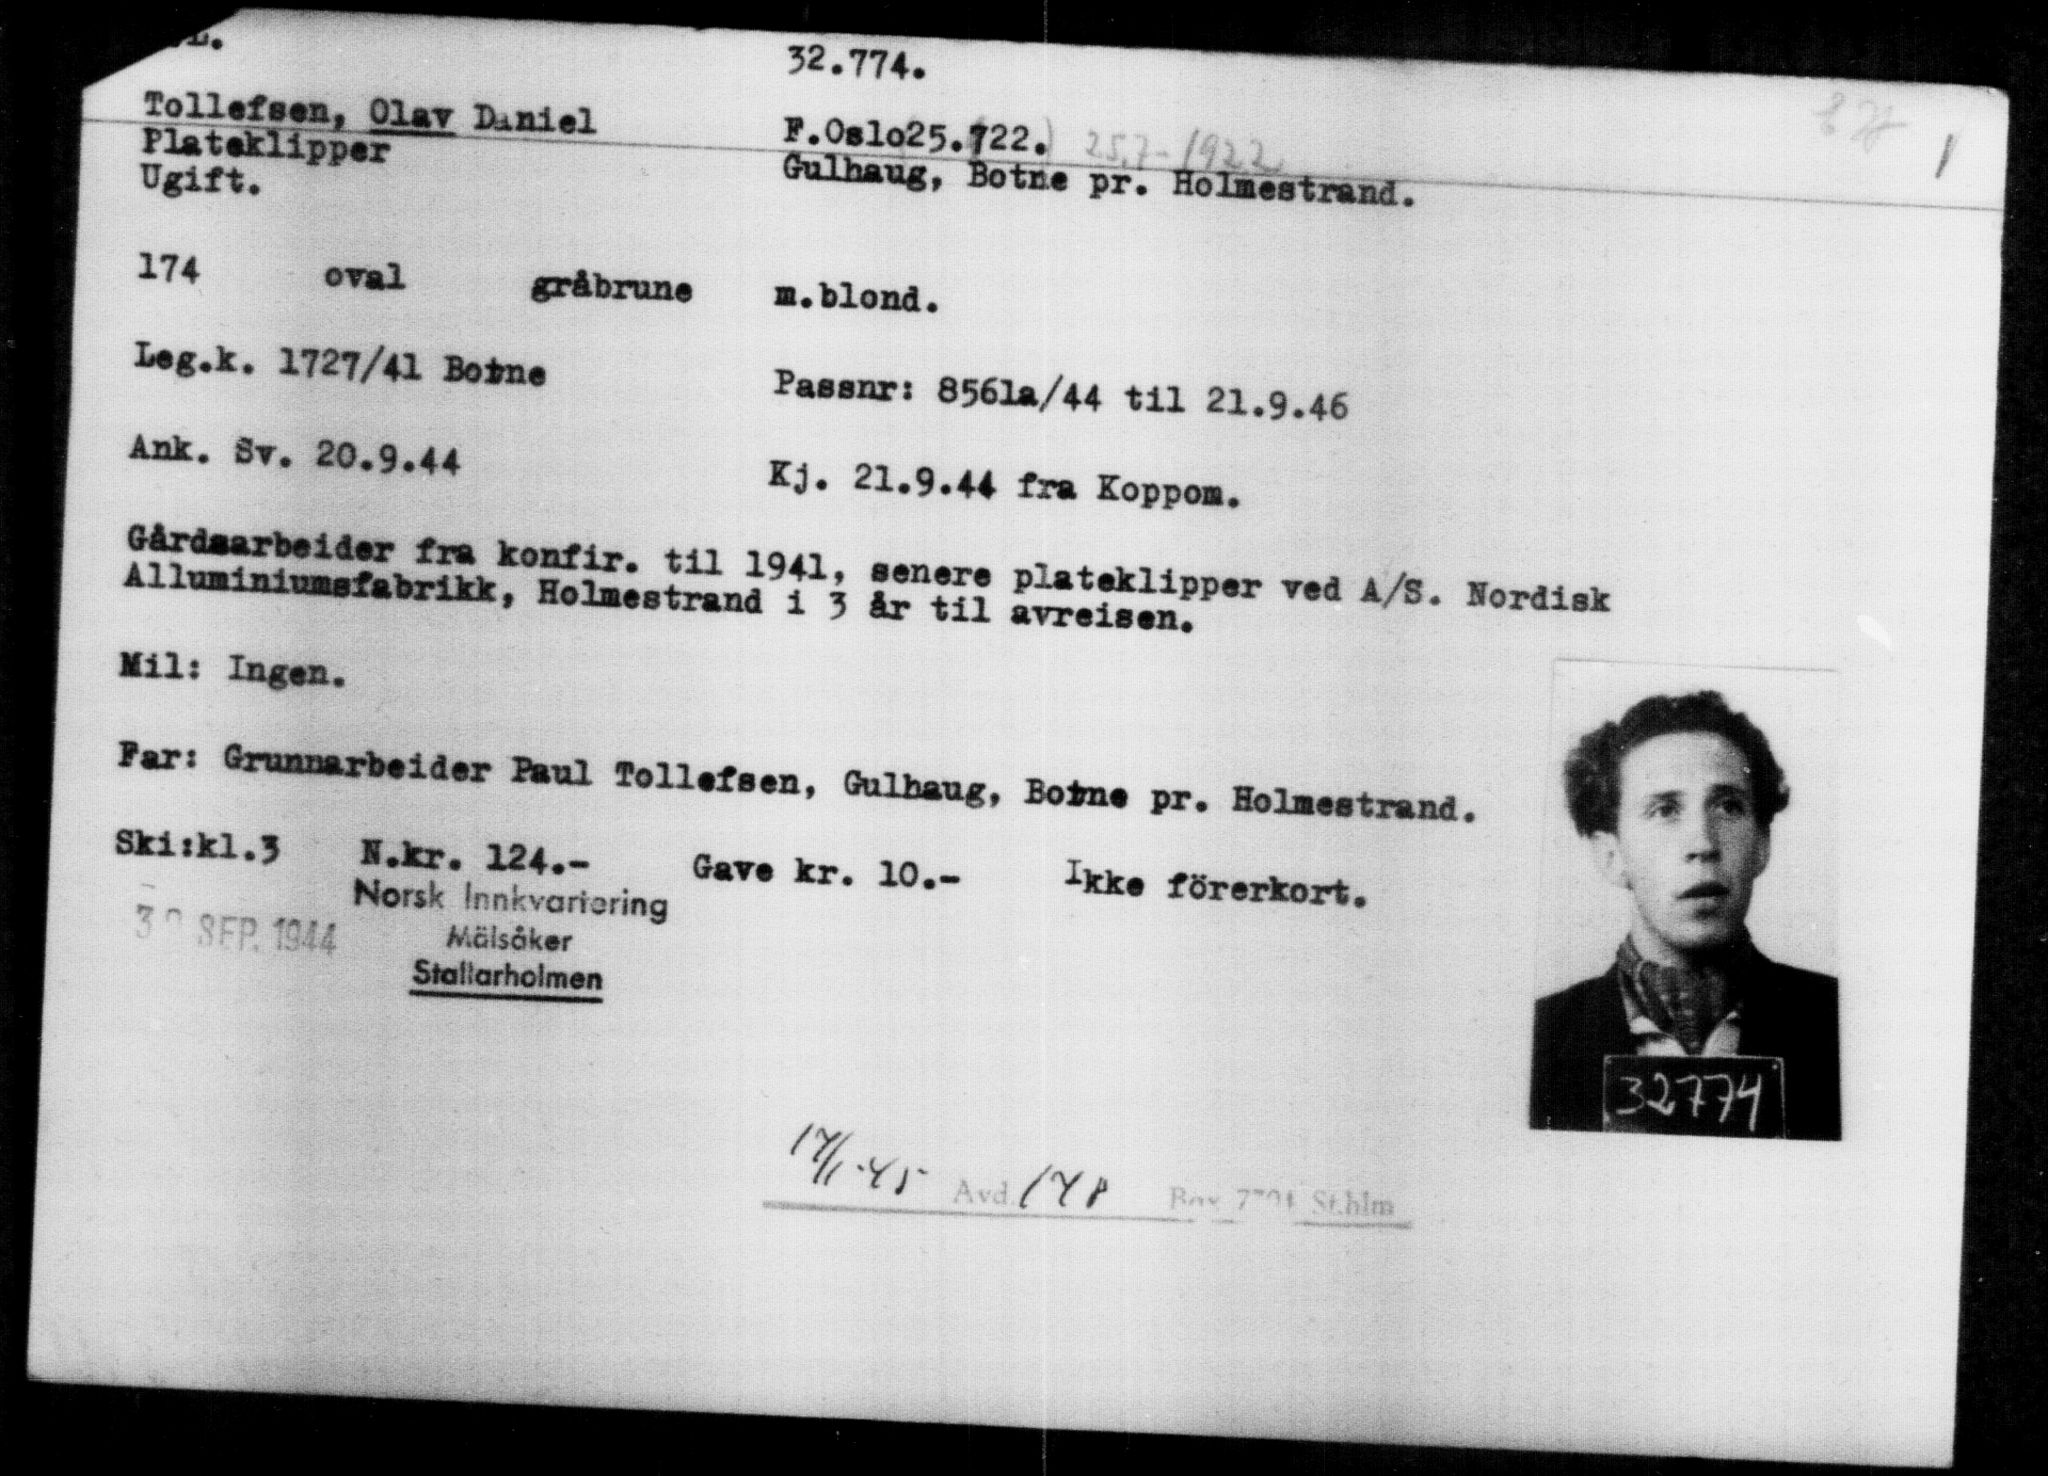 32.774.
Tollefsen, Olav Daniel
F.Oslo25.722.
25.7-1922
1
Plateklipper
Gulhaug, Botne pr. Holmestrand.
Ugift.
174 oval gråbrune m.blond.
Leg.k. 1727/41 Botne
Passnr: 8561a/44 til 21.9.46
Ank. Sv. 20.9.44
Kj. 21.9.44 fra Koppom.
Gårdsarbeider fra konfir. til 1941, senere plateklipper ved A/S. Nordisk
Alluminiumsfabrikk, Holmestrand i 3 år til avreisen.
Mil: Ingen.
Far: Grunnarbeider Paul Tollefsen, Gulhaug, Botne pr. Holmestrand.
Ski:kl.3 N.kr. 124.- Gave kr. 10.- Ikke förerkort.
Norsk Innkvartering
SEP. 1944
Mälsåker
Stallarholmen
32774
Avd. Box St.hlm